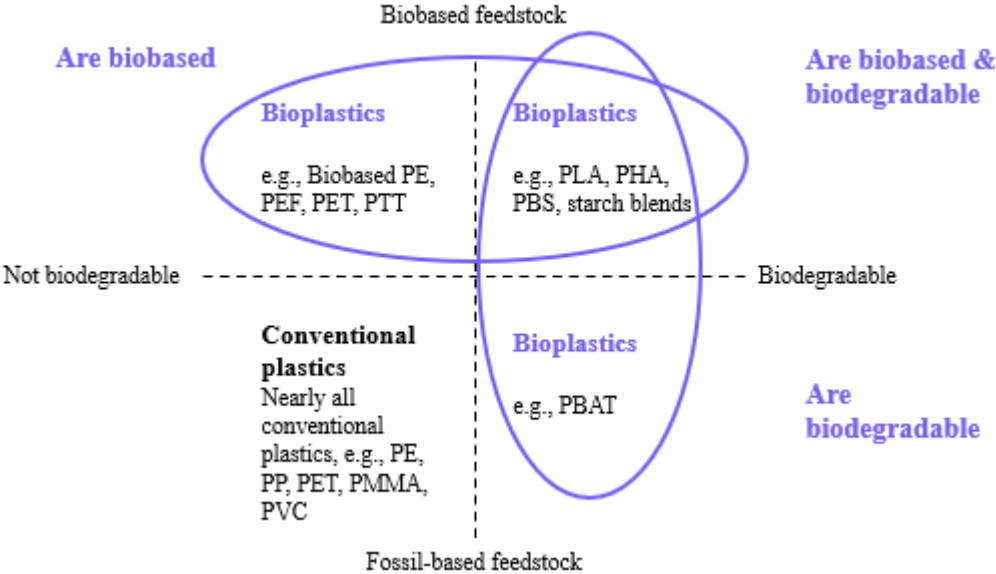 Biobased feedstock
Are biobased
Are biobased &
biodegradable
Bioplastics
e.g., Biobased PE,
PEF, PET, PTT
Bioplastics
e.g., PLA, PHA,
PBS, starch blends
Not biodegradable
Biodegradable
Conventional
plastics
Nearly all
conventional
plastics, e.g., PE,
PP, PET, PMMA,
PVC
Bioplastics
e.g., PBAT
Are
biodegradable
Fossil-based feedstock